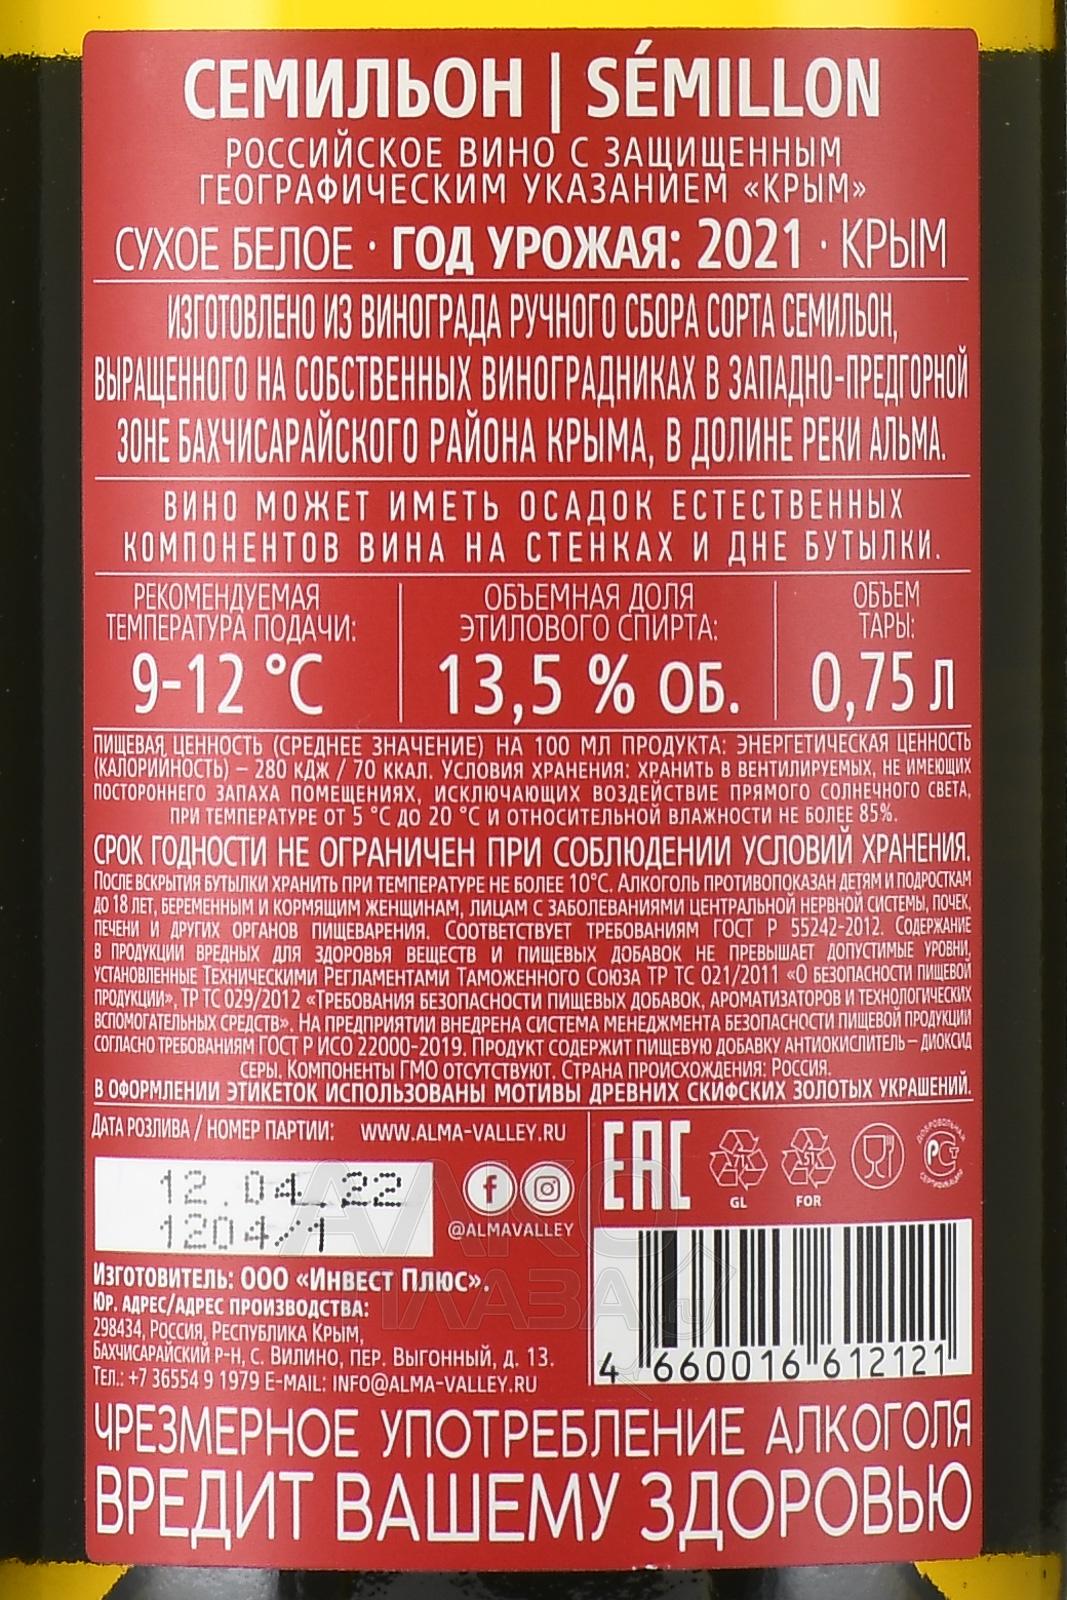 СЕМИЛЬОН | SÉMILLON
РОССИЙСКОЕ ВИНО С ЗАЩИЩЕННЫМ
ГЕОГРАФИЧЕСКИМ УКАЗАНИЕМ «КРЫМ»
СУХОЕ БЕЛОЕ · ГОД УРОЖАЯ: 2021 · КРЫМ
ИЗГОТОВЛЕНО ИЗ ВИНОГРАДА РУЧНОГО СБОРА СОРТА СЕМИЛЬОН,
ВЫРАЩЕННОГО НА СОБСТВЕННЫХ ВИНОГРАДНИКАХ В ЗАПАДНО-ПРЕДГОРНОЙ
ЗОНЕ БАХЧИСАРАЙСКОГО РАЙОНА КРЫМА, В ДОЛИНЕ РЕКИ АЛЬМА.
ВИНО МОЖЕТ ИМЕТЬ ОСАДОК ЕСТЕСТВЕННЫХ
КОМПОНЕНТОВ ВИНА НА СТЕНКАХ И ДНЕ БУТЫЛКИ.
РЕКОМЕНДУЕМАЯ
ТЕМПЕРАТУРА ПОДАЧИ:
9-12 °С
ОБЪЕМНАЯ ДОЛЯ
ЭТИЛОВОГО СПИРТА:
13,5 % ОБ.
ОБЪЕМ
ТАРЫ:
0,75 Л
ПИЩЕВАЯ ЦЕННОСТЬ (СРЕДНЕЕ ЗНАЧЕНИЕ) НА 100 МЛ ПРОДУКТА: ЭНЕРГЕТИЧЕСКАЯ ЦЕННОСТЬ
(КАЛОРИЙНОСТЬ) – 280 КДЖ / 70 ККАЛ. УСЛОВИЯ ХРАНЕНИЯ: ХРАНИТЬ В ВЕНТИЛИРУЕМЫХ, НЕ ИМЕЮЩИХ
ПОСТОРОННЕГО ЗАПАХА ПОМЕЩЕНИЯХ, ИСКЛЮЧАЮЩИХ ВОЗДЕЙСТВИЕ ПРЯМОГО СОЛНЕЧНОГО СВЕТА,
ПРИ ТЕМПЕРАТУРЕ ОТ 5 °С ДО 20 °С И ОТНОСИТЕЛЬНОЙ ВЛАЖНОСТИ НЕ БОЛЕЕ 85%.
СРОК ГОДНОСТИ НЕ ОГРАНИЧЕН ПРИ СОБЛЮДЕНИИ УСЛОВИЙ ХРАНЕНИЯ.
ПОСЛЕ ВСКРЫТИЯ БУТЫЛКИ ХРАНИТЬ ПРИ ТЕМПЕРАТУРЕ НЕ БОЛЕЕ 10°С. АЛКОГОЛЬ ПРОТИВОПОКАЗАН ДЕТЯМ И ПОДРОСТКАМ
ДО 18 ЛЕТ, БЕРЕМЕННЫМ И КОРМЯЩИМ ЖЕНЩИНАМ, ЛИЦАМ С ЗАБОЛЕВАНИЯМИ ЦЕНТРАЛЬНОЙ НЕРВНОЙ СИСТЕМЫ, ПОЧЕК,
ПЕЧЕНИ И ДРУГИХ ОРГАНОВ ПИЩЕВАРЕНИЯ. СООТВЕТСТВУЕТ ТРЕБОВАНИЯМ ГОСТ Р 55242-2012. СОДЕРЖАНИЕ
В ПРОДУКЦИИ ВРЕДНЫХ ДЛЯ ЗДОРОВЬЯ ВЕЩЕСТВ И ПИЩЕВЫХ ДОБАВОК НЕ ПРЕВЫШАЕТ ДОПУСТИМЫЕ УРОВНИ,
УСТАНОВЛЕННЫЕ ТЕХНИЧЕСКИМИ РЕГЛАМЕНТАМИ ТАМОЖЕННОГО СОЮЗА ТР ТС 021/2011 «О БЕЗОПАСНОСТИ ПИЩЕВОЙ
ПРОДУКЦИИ», ТР ТС 029/2012 «ТРЕБОВАНИЯ БЕЗОПАСНОСТИ ПИЩЕВЫХ ДОБАВОК, АРОМАТИЗАТОРОВ И ТЕХНОЛОГИЧЕСКИХ
ВСПОМОГАТЕЛЬНЫХ СРЕДСТВ». НА ПРЕДПРИЯТИИ ВНЕДРЕНА СИСТЕМА МЕНЕДЖМЕНТА БЕЗОПАСНОСТИ ПИЩЕВОЙ ПРОДУКЦИИ
СОГЛАСНО ТРЕБОВАНИЯМ ГОСТ Р ИСО 22000-2019. ПРОДУКТ СОДЕРЖИТ ПИЩЕВУЮ ДОБАВКУ АНТИОКИСЛИТЕЛЬ – ДИОКСИД
СЕРЫ. КОМПОНЕНТЫ ГМО ОТСУТСТВУЮТ. СТРАНА ПРОИСХОЖДЕНИЯ: РОССИЯ.
В ОФОРМЛЕНИИ ЭТИКЕТОК ИСПОЛЬЗОВАНЫ МОТИВЫ ДРЕВНИХ СКИФСКИХ ЗОЛОТЫХ УКРАШЕНИЙ.
ДАТА РОЗЛИВА / НОМЕР ПАРТИИ: WWW.ALMA-VALLEY.RU
12.04.22
1204/1
@ALMAVALLEY
EAC
71
GL
51
FOR
ДОБРОВОЛЬНАЯ
СЕРТИФИКАЦИЯ
АЛКО
ПЛАЗА
ИЗГОТОВИТЕЛЬ: ООО «ИНВЕСТ ПЛЮС».
ЮР. АДРЕС/АДРЕС ПРОИЗВОДСТВА:
298434, РОССИЯ, РЕСПУБЛИКА КРЫМ,
БАХЧИСАРАЙСКИЙ Р-Н, С. ВИЛИНО, ПЕР. ВЫГОННЫЙ, Д. 13.
ТЕЛ.: +7 36554 9 1979 E-MAIL: INFO@ALMA-VALLEY.RU
4 660016 612121
ЧРЕЗМЕРНОЕ УПОТРЕБЛЕНИЕ АЛКОГОЛЯ
ВРЕДИТ ВАШЕМУ ЗДОРОВЬЮ